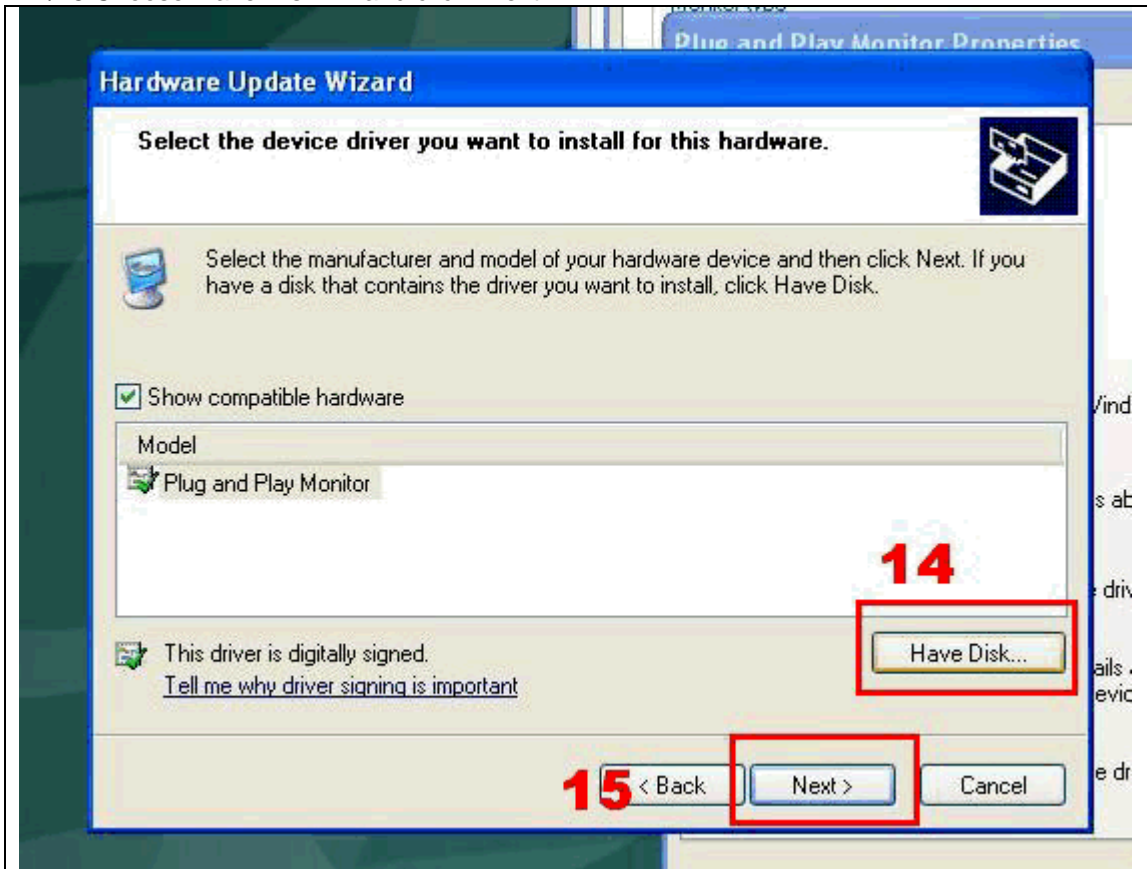 Plug and Play Monitor Properties
Hardware Update Wizard
Select the device driver you want to install for this hardware.
Select the manufacturer and model of your hardware device and then click Next. If you
have a disk that contains the driver you want to install, click Have Disk.
Show compatible hardware
Model
Plug and Play Monitor
14
This driver is digitally signed.
Have Disk...
Tell me why driver signing is important
15
< Back
Next >
Cancel